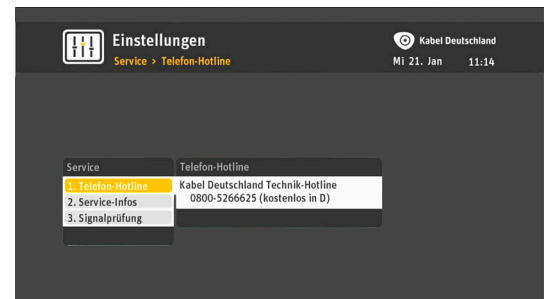 Einstellungen
Service > Telefon-Hotline
Kabel Deutschland
Mi 21. Jan 11:14
Service
1. Telefon-Hotline
2. Service-Infos
3. Signalprüfung
Telefon-Hotline
Kabel Deutschland Technik-Hotline
0800-5266625 (kostenlos in D)